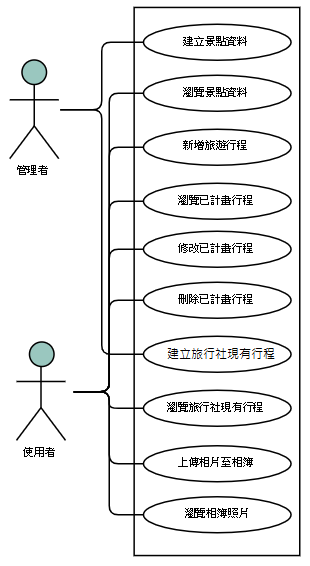 建立景點資料
瀏覽景點資料
新增旅遊行程
管理者
瀏覽已計畫行程
修改已計畫行程
刪除已計畫行程
建立旅行社現有行程
瀏覽旅行社現有行程
使用者
上傳相片至相簿
瀏覽相簿照片